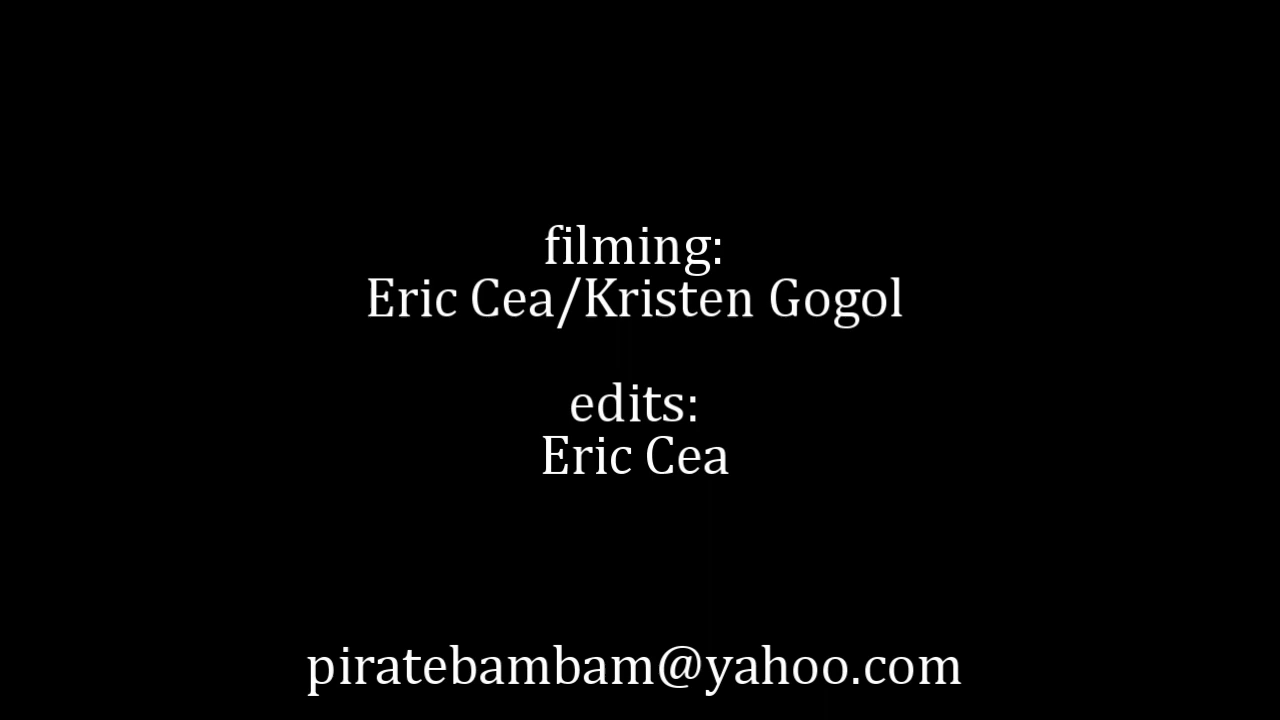 filming:
Eric Cea/Kristen Gogol
edits:
Eric Cea
piratebambam@yahoo.com